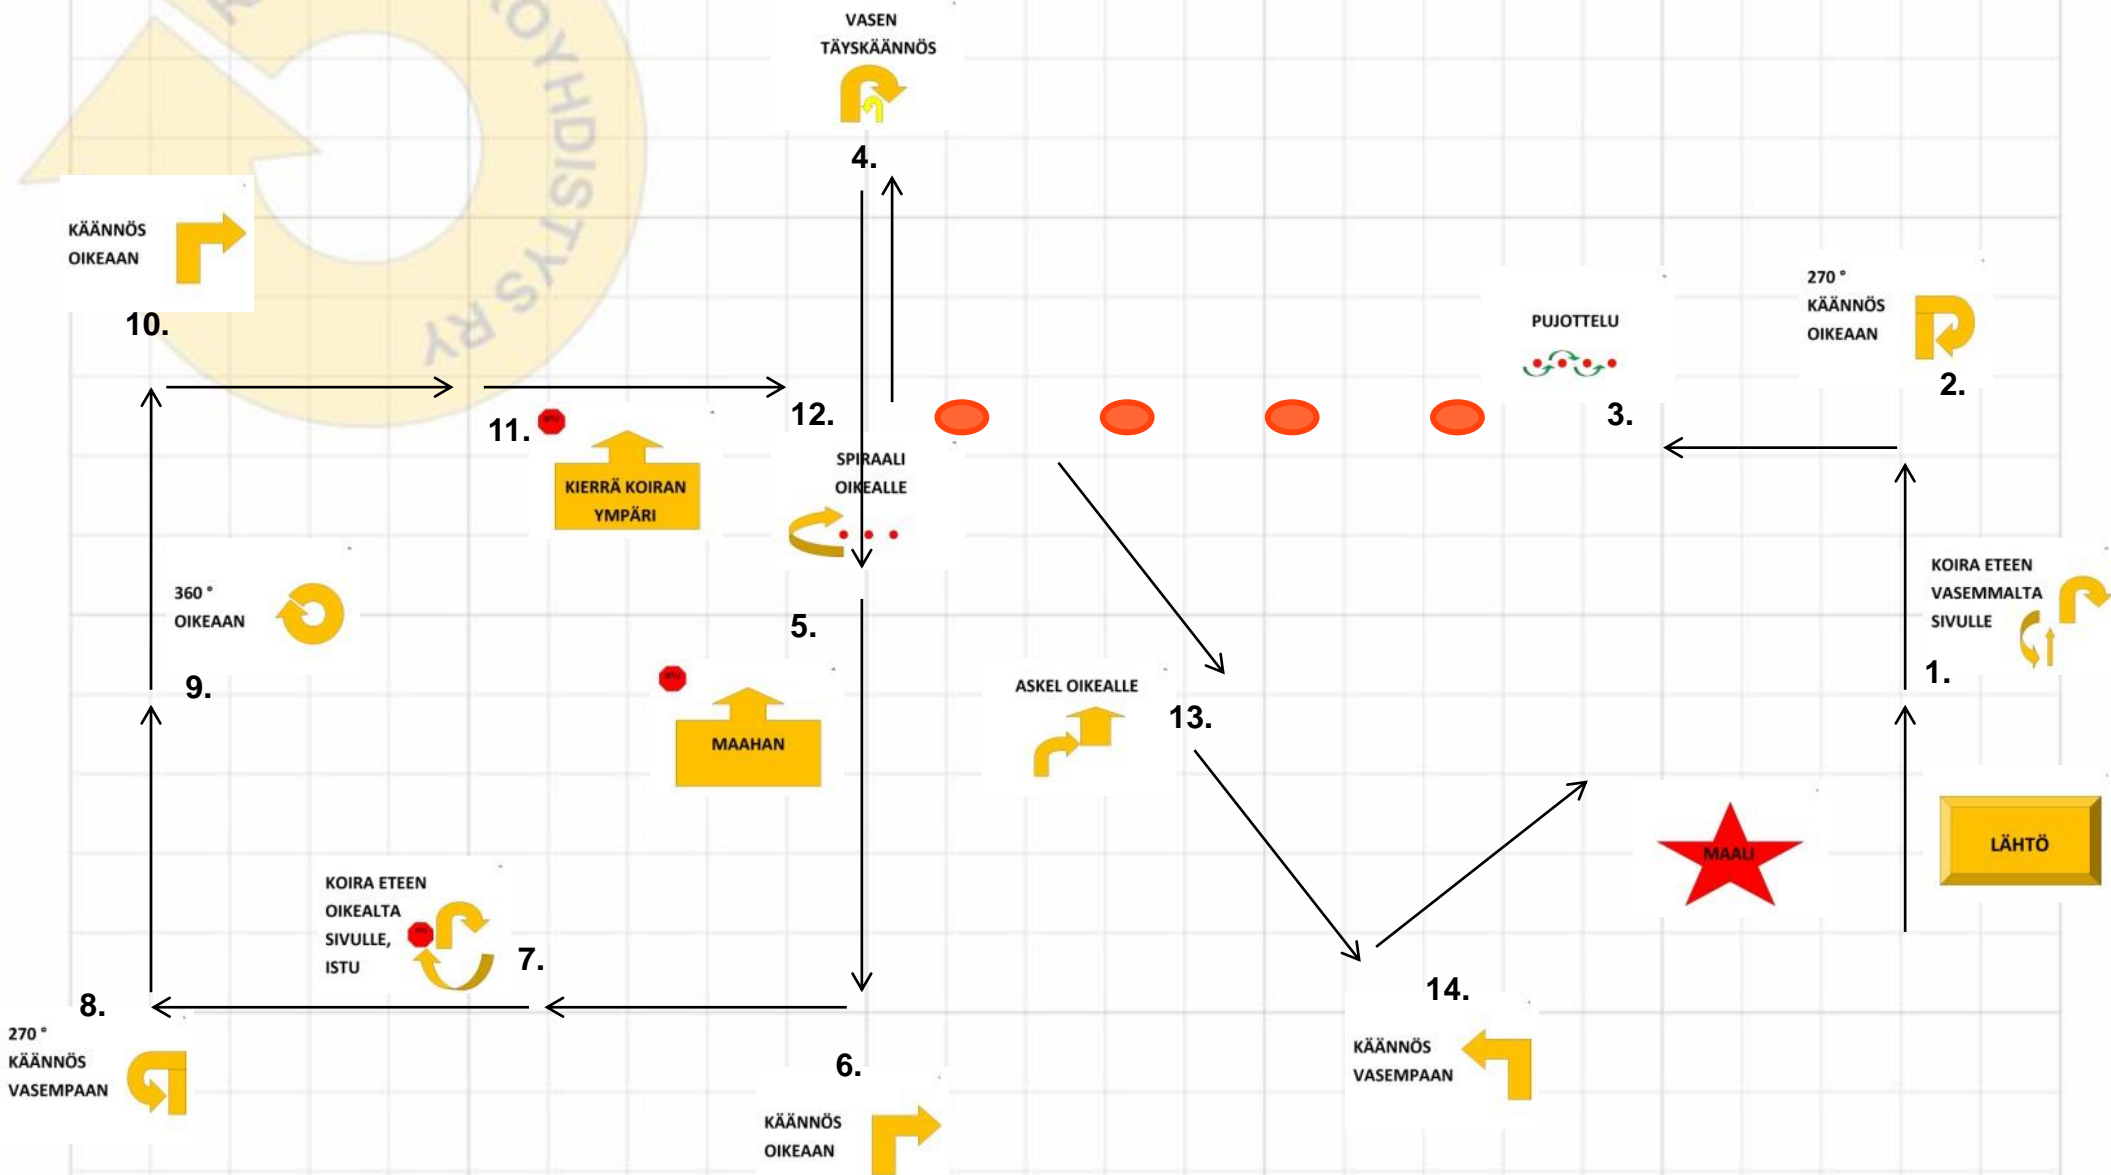 OYHDISTYS RY
VASEN
TÄYSKÄÄNNÖS
4.
KÄÄNNÖS
OIKEAAN
10.
270 °
KÄÄNNÖS
OIKEAAN
2.
PUJOTTELU
3.
11.
KIERRÄ KOIRAN
YMPÄRI
12.
SPIRAALI
OIKEALLE
5.
KOIRA ETEEN
VASEMMALTA
SIVULLE
1.
360 °
OIKEAAN
9.
MAAHAN
ASKEL OIKEALLE
13.
MAALI
LÄHTÖ
KOIRA ETEEN
OIKEALTA
SIVULLE,
ISTU
7.
8.
270 °
KÄÄNNÖS
VASEMPAAN
6.
KÄÄNNÖS
OIKEAAN
14.
KÄÄNNÖS
VASEMPAAN